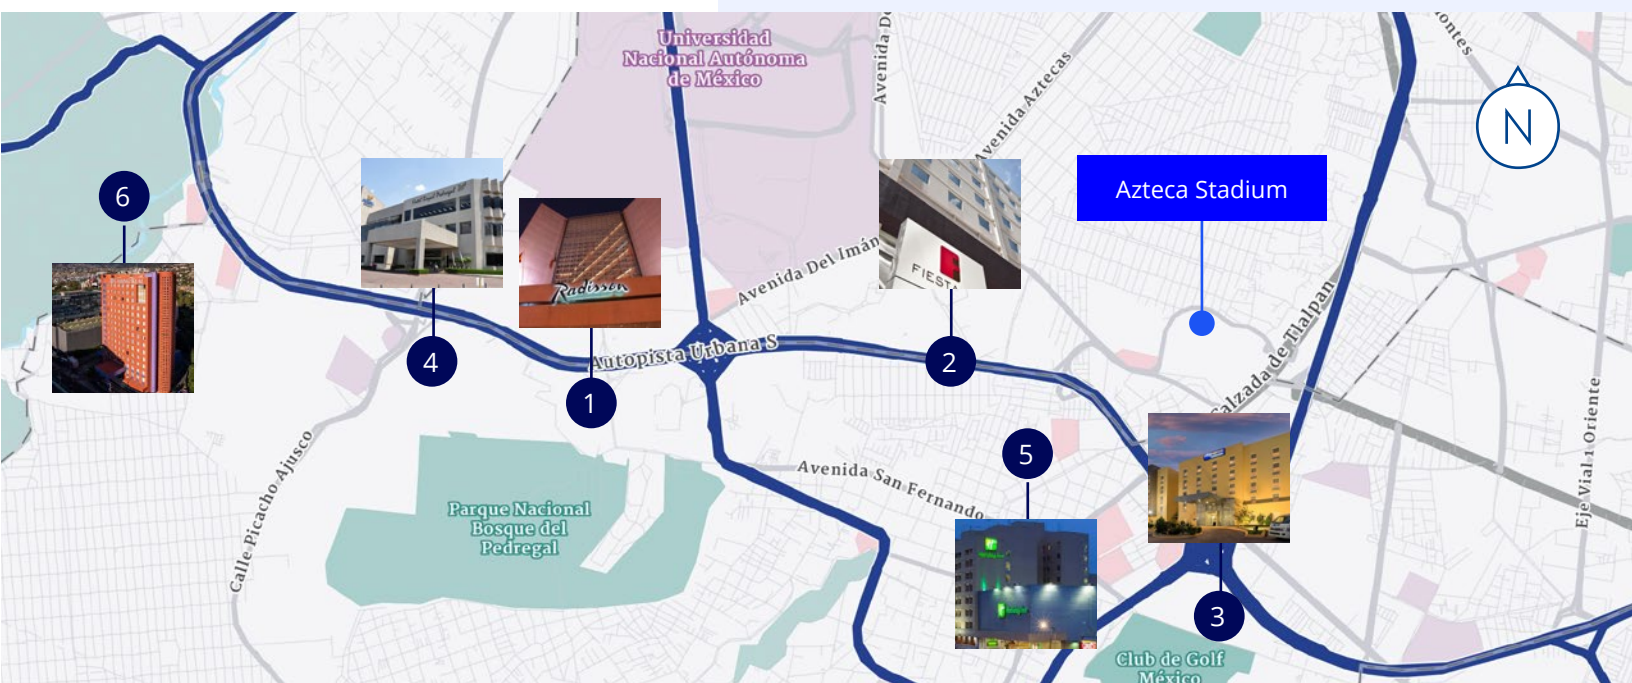 Universidad
Nacional Autónoma
de México
Avenida Aztecas
N
6
Azteca Stadium
Radisson
Avenida Del Imán
FIESTA
4
Autopista Urbana S
1
2
Calzada de Tlalpan
5
Eje Vial 1 Oriente
Calle Picacho Ajusco
Avenida San Fernando
Parque Nacional
Bosque del
Pedregal
3
Club de Golf
México